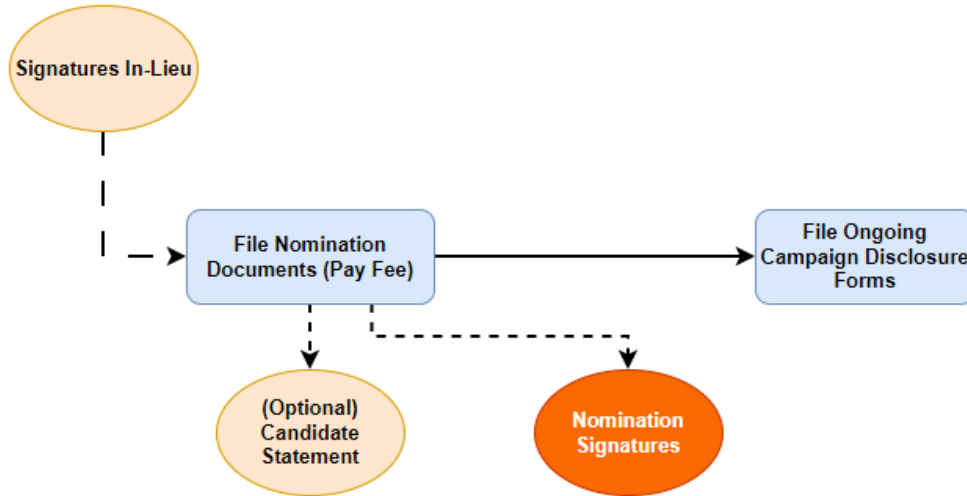 Signatures In-Lieu
File Nomination
Documents (Pay Fee)
File Ongoing
Campaign Disclosure
Forms
(Optional)
Candidate
Statement
Nomination
Signatures